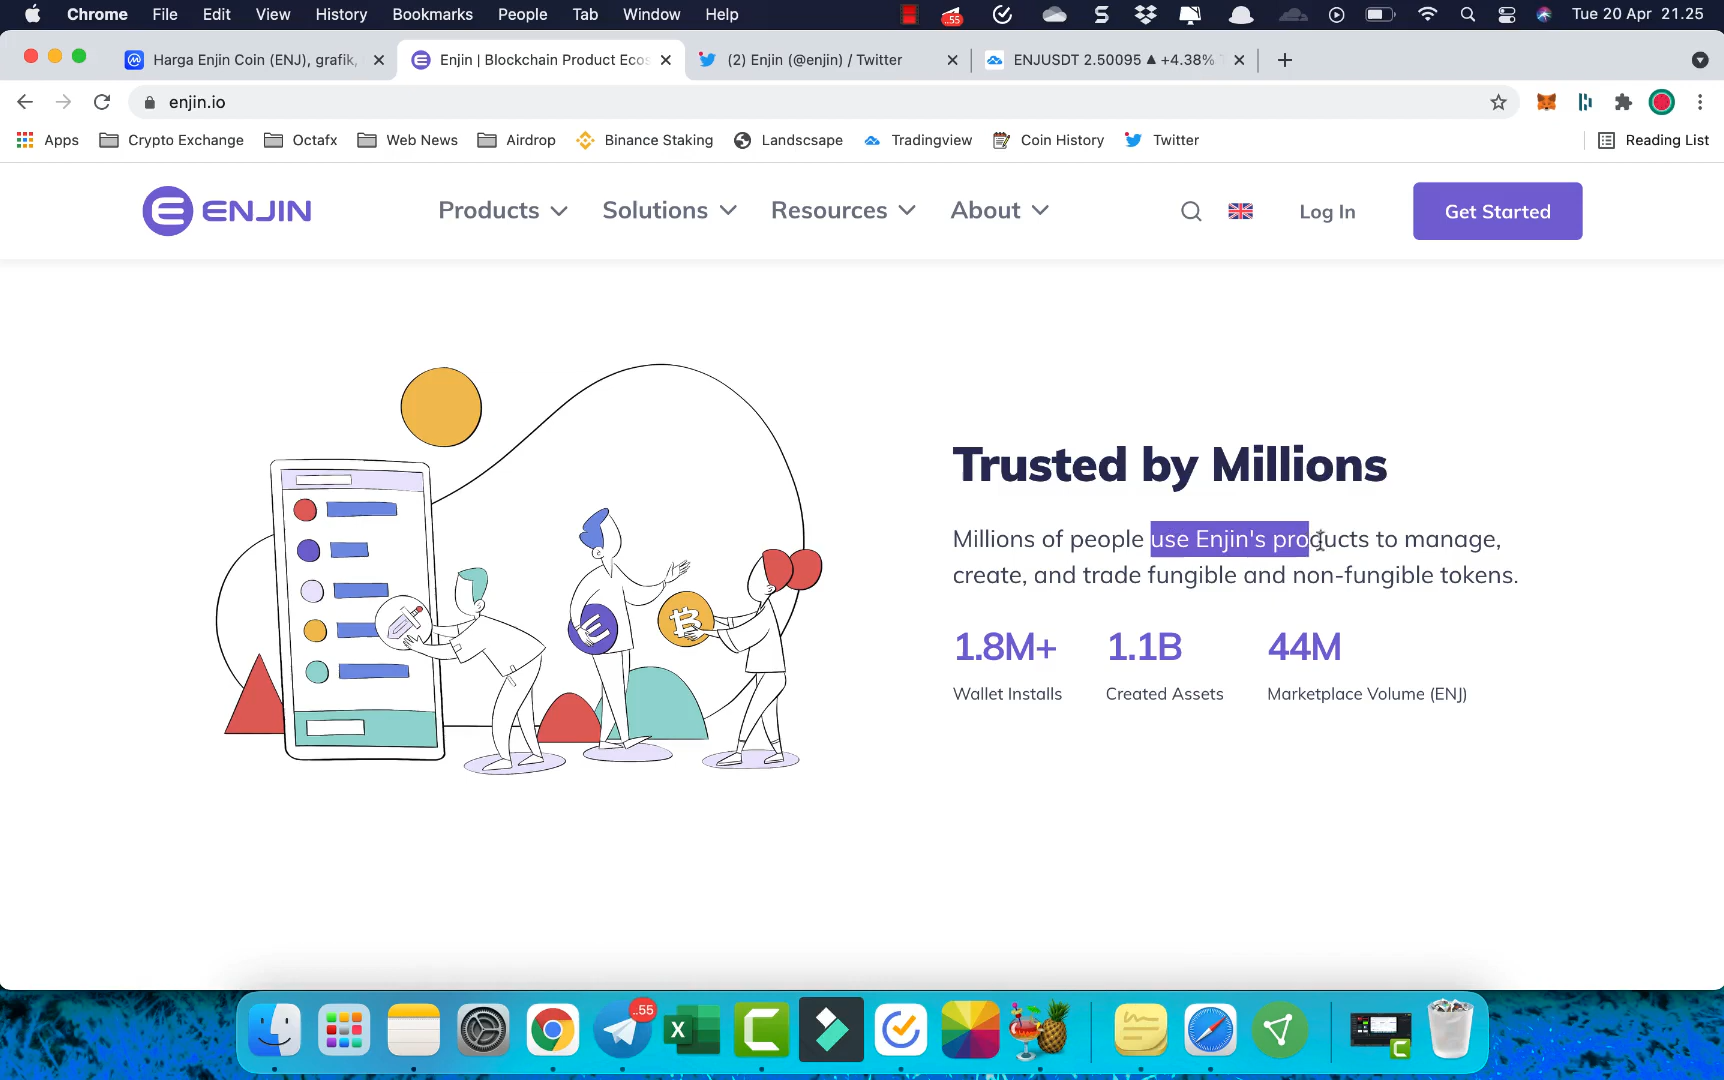 Chrome File Edit View History Bookmarks People Tab Window Help Tue 20 Apr 21.25
Harga Enjin Coin (ENJ), grafik, Enjin | Blockchain Product Ecos (2) Enjin (@enjin) / Twitter ENJUSDT 2.50095 ▲ +4.38%
enjin.io
Apps Crypto Exchange Octafx Web News Airdrop Binance Staking Landscsape Tradingview Coin History Twitter Reading List
ENJIN Products Solutions Resources About Log In Get Started
Trusted by Millions
Millions of people use Enjin's products to manage,
create, and trade fungible and non-fungible tokens.
1.8M+ 1.1B 44M
Wallet Installs Created Assets Marketplace Volume (ENJ)